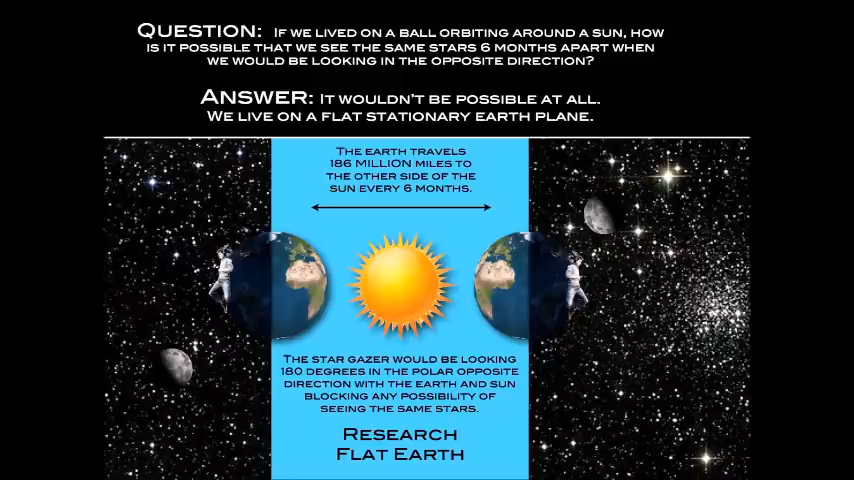 QUESTION: IF WE LIVED ON A BALL ORBITING AROUND A SUN, HOW
IS IT POSSIBLE THAT WE SEE THE SAME STARS 6 MONTHS APART WHEN
WE WOULD BE LOOKING IN THE OPPOSITE DIRECTION?
ANSWER: IT WOULDN'T BE POSSIBLE AT ALL.
WE LIVE ON A FLAT STATIONARY EARTH PLANE.
THE EARTH TRAVELS
186 MILLION MILES TO
THE OTHER SIDE OF THE
SUN EVERY 6 MONTHS.
THE STAR GAZER WOULD BE LOOKING
180 DEGREES IN THE POLAR OPPOSITE
DIRECTION WITH THE EARTH AND SUN
BLOCKING ANY POSSIBILITY OF
SEEING THE SAME STARS.
RESEARCH
FLAT EARTH